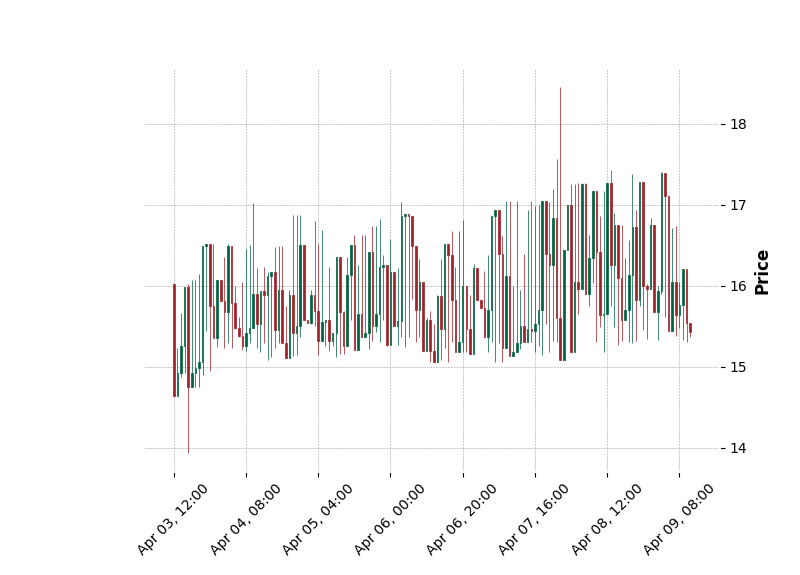 18
17
16
15
14
Price
Apr 03, 12:00
Apr 04, 08:00
Apr 05, 04:00
Apr 06, 00:00
Apr 06, 20:00
Apr 07, 16:00
Apr 08, 12:00
Apr 09, 08:00